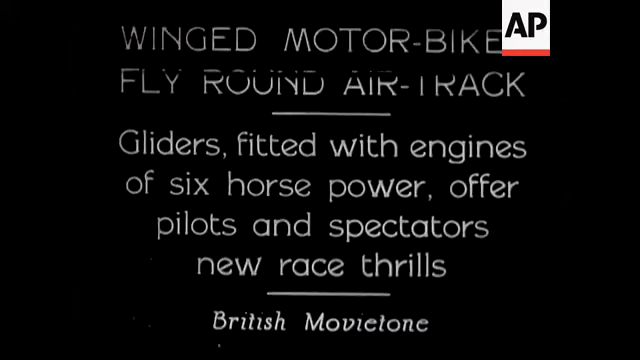 AP
WINGED MOTOR-BIKE
FLY ROUND AIR-TRACK
Gliders, fitted with engines
of six horse power, offer
pilots and spectators
new race thrills
British Movietone